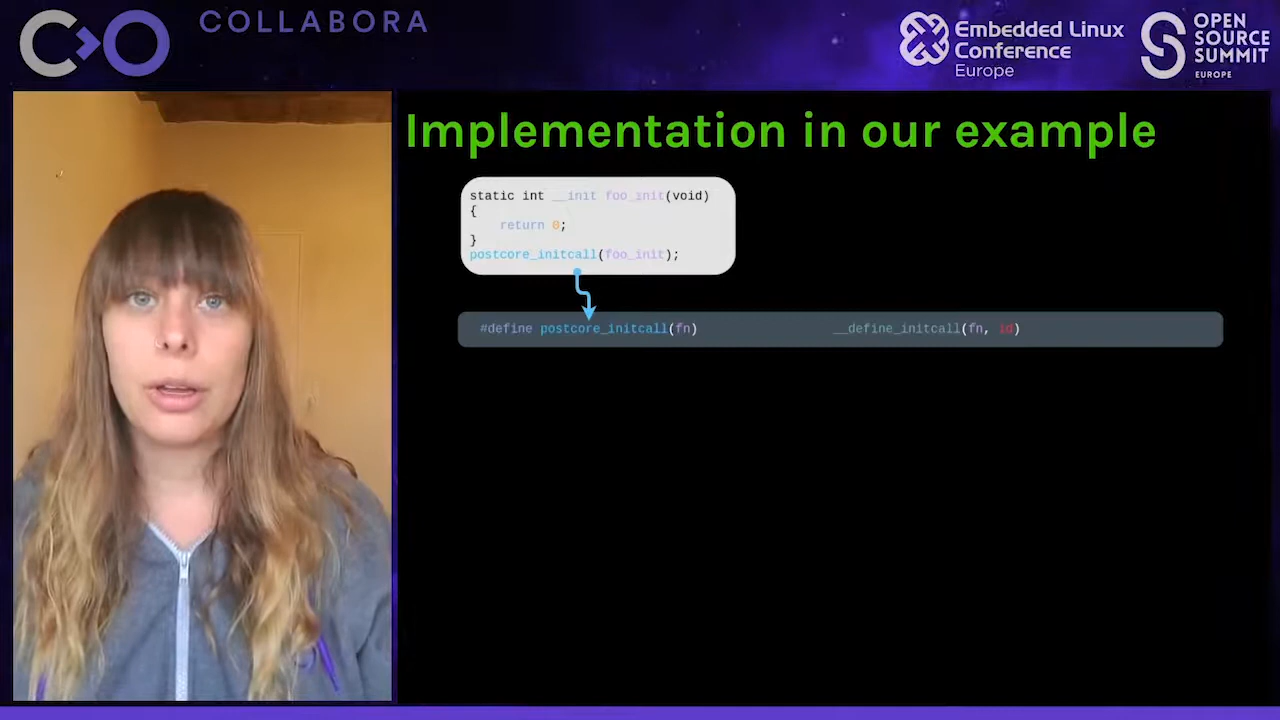 COLLABORA
Embedded Linux
Conference
Europe
OPEN
SOURCE
SUMMIT
EUROPE
Implementation in our example
static int __init foo_init(void)
{
    return 0;
}
postcore_initcall(foo_init);
#define postcore_initcall(fn) __define_initcall(fn, id)